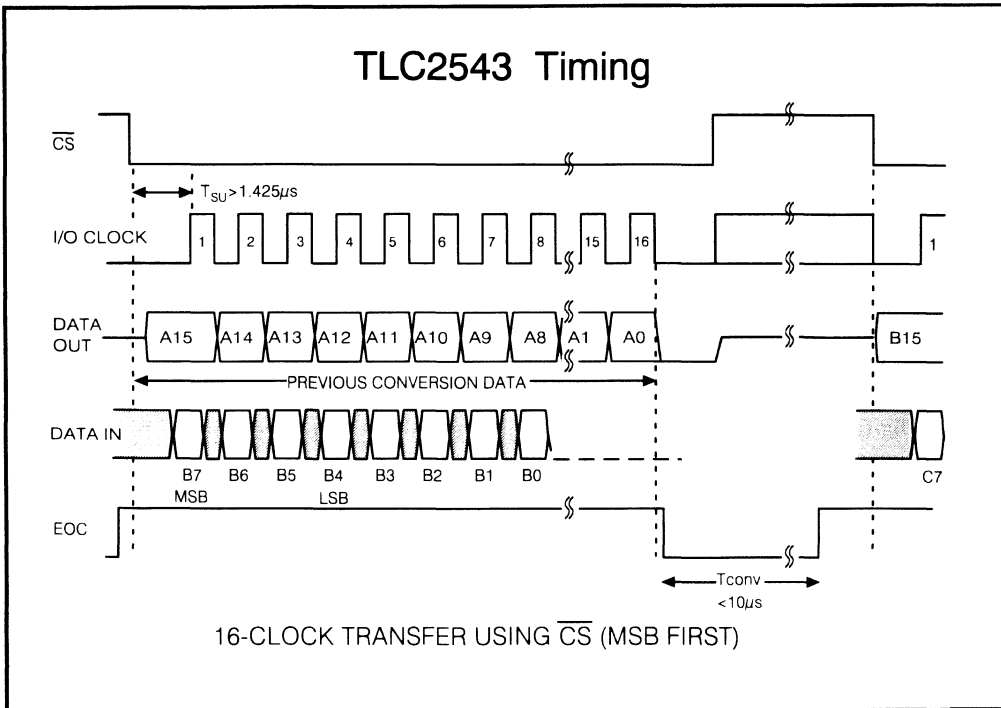 TLC2543 Timing
CS
TSU>1.425µs
I/O CLOCK
1 2 3 4 5 6 7 8 15 16 1
DATA OUT
A15 A14 A13 A12 A11 A10 A9 A8 A1 A0 B15
PREVIOUS CONVERSION DATA
DATA IN
B7 B6 B5 B4 B3 B2 B1 B0 C7
MSB LSB
EOC
Tconv
<10µs
16-CLOCK TRANSFER USING CS (MSB FIRST)